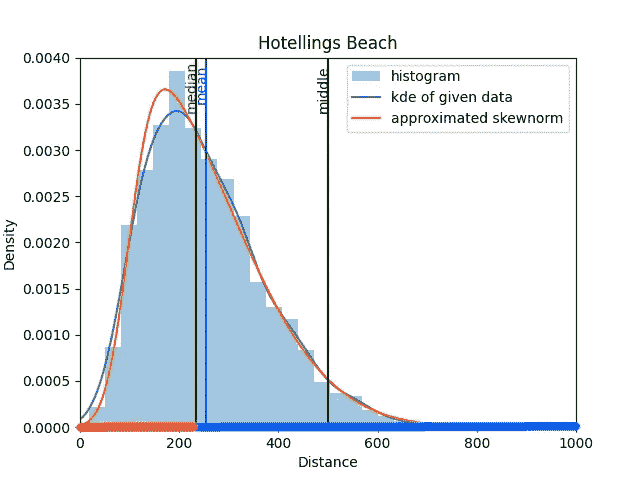 Hotellings Beach
0.0040
0.0035
0.0030
0.0025
0.0020
0.0015
0.0010
0.0005
0.0000
Density
median
mean
middle
histogram
kde of given data
approximated skewnorm
0 200 400 600 800 1000
Distance